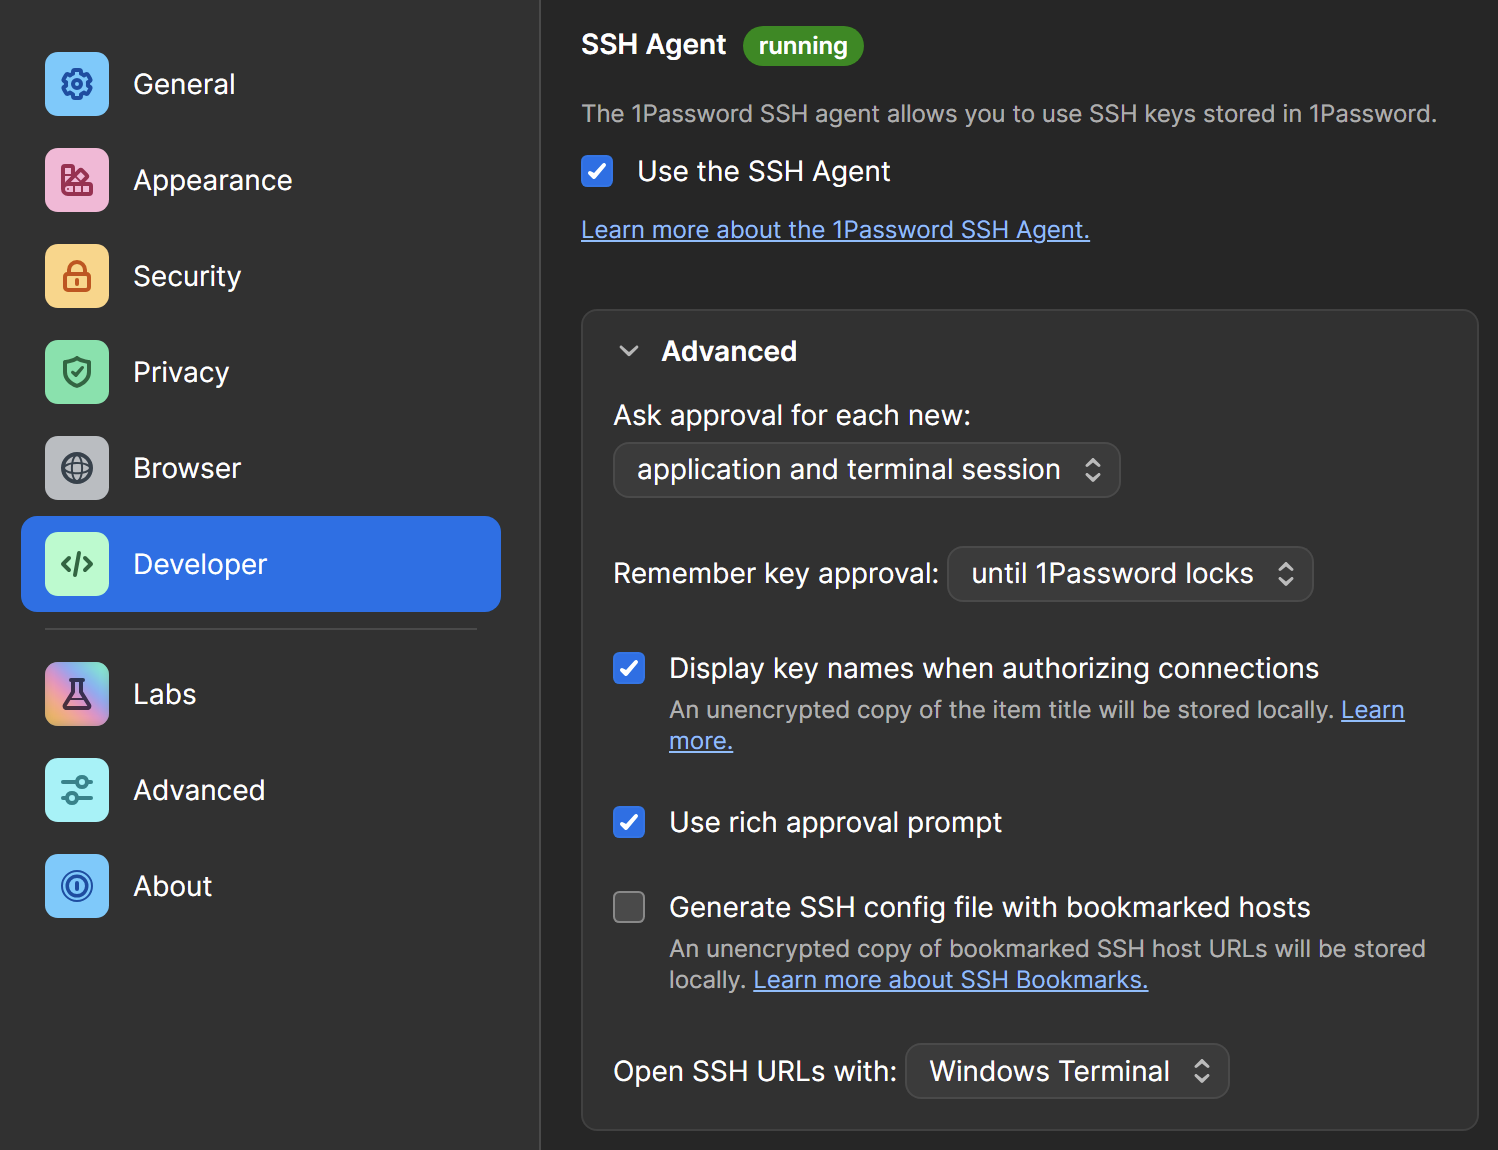 General
Appearance
Security
Privacy
Browser
Developer
Labs
Advanced
About
SSH Agent running
The 1Password SSH agent allows you to use SSH keys stored in 1Password.
Use the SSH Agent
Learn more about the 1Password SSH Agent.
Advanced
Ask approval for each new:
application and terminal session
Remember key approval: until 1Password locks
Display key names when authorizing connections
An unencrypted copy of the item title will be stored locally. Learn
more.
Use rich approval prompt
Generate SSH config file with bookmarked hosts
An unencrypted copy of bookmarked SSH host URLs will be stored
locally. Learn more about SSH Bookmarks.
Open SSH URLs with: Windows Terminal